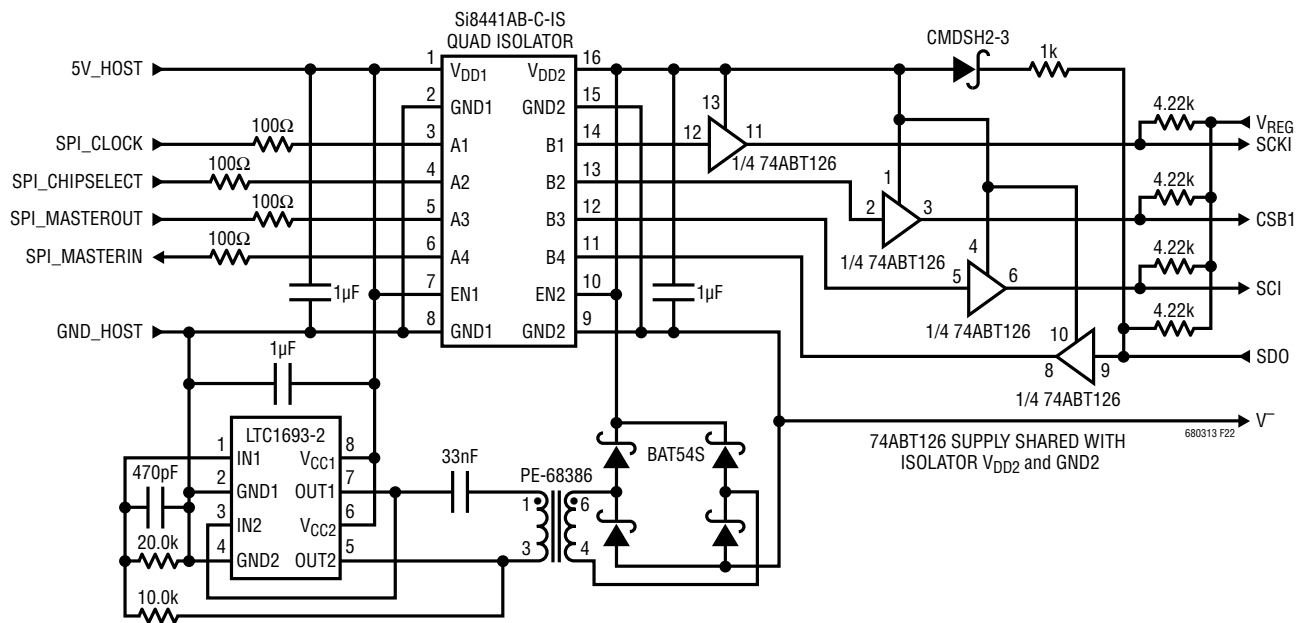 Si8441AB-C-IS
QUAD ISOLATOR
CMDSH2-3
1k
5V_HOST
1
VDD1
VDD2
16
2
GND1
GND2
15
13
4.22k
VREG
SPI_CLOCK
100Ω
3
A1
B1
14
12
11
SCKI
1/4 74ABT126
SPI_CHIPSELECT
100Ω
4
A2
B2
13
1
4.22k
SPI_MASTEROUT
100Ω
5
A3
B3
12
2
3
CSB1
SPI_MASTERIN
100Ω
6
A4
B4
11
1/4 74ABT126
4
4.22k
1µF
7
EN1
EN2
10
1µF
5
6
SCI
GND_HOST
8
GND1
GND2
9
1/4 74ABT126
10
4.22k
1µF
8
9
SDO
1/4 74ABT126
LTC1693-2
1
IN1
VCC1
8
470pF
2
GND1
OUT1
7
33nF
PE-68386
BAT54S
V–
680313 F22
74ABT126 SUPPLY SHARED WITH
ISOLATOR VDD2 and GND2
3
IN2
VCC2
6
1
6
20.0k
4
GND2
OUT2
5
3
4
10.0k